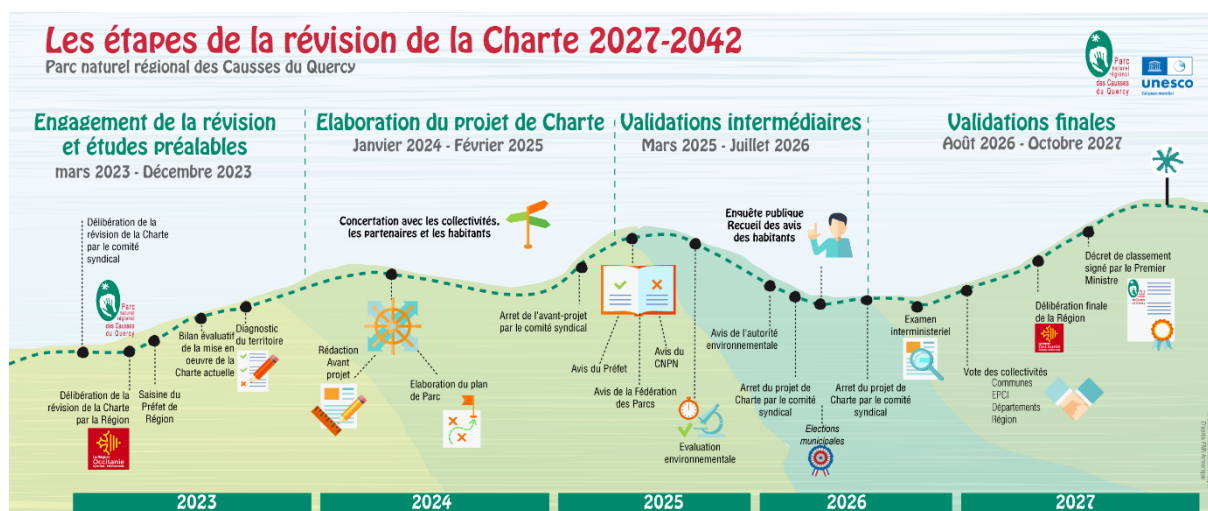 Les étapes de la révision de la Charte 2027-2042
Parc naturel régional des Causses du Quercy
Parc
naturel
régional
des Causses
du Quercy
unesco
Engagement de la révision
et études préalables
mars 2023 - Décembre 2023
Elaboration du projet de Charte
Janvier 2024 - Février 2025
Validations intermédiaires
Mars 2025 - Juillet 2026
Validations finales
Août 2026 - Octobre 2027
Délibération de la
révision de la Charte
par le comité
syndical
Parc
naturel
régional
des Causses
du Quercy
Délibération de la
révision de la Charte
par la Région
La Région
Occitanie
Saisine du
Préfet de
Région
Bilan évaluatif
de la mise en
oeuvre de la
Charte actuelle
Diagnostic
du territoire
Concertation avec les collectivités,
les partenaires et les habitants
Rédaction
Avant
projet
Elaboration du plan
de Parc
Arret de l'avant-projet
par le comité syndical
Avis du Préfet
Avis de la Fédération
des Parcs
Avis du
CNPN
Evaluation
environnementale
Avis de l'autorité
environnementale
Arret du projet de
Charte par le comité
syndical
Enquête publique
Recueil des avis
des habitants
Elections
municipales
Arret du projet de
Charte par le comité
syndical
Examen
interministeriel
Vote des collectivités
Communes
EPCI
Départements
Région
Délibération finale
de la Région
Décret de classement
signé par le Premier
Ministre
D'après PNR Armorique
2023
2024
2025
2026
2027